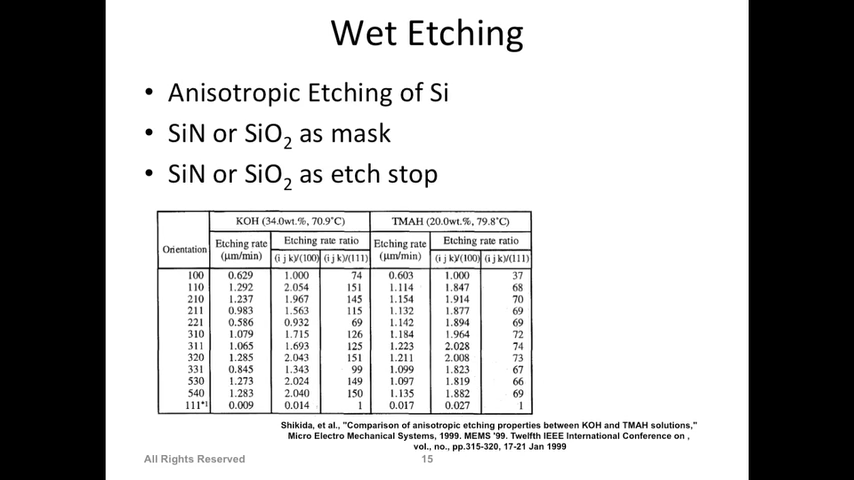 Wet Etching
• Anisotropic Etching of Si
• SiN or SiO2 as mask
• SiN or SiO2 as etch stop
KOH (34.0wt.%, 70.9°C) TMAH (20.0wt.%, 79.8°C)
Orientation Etching rate (μm/min) Etching rate ratio Etching rate (μm/min) Etching rate ratio
(i j k)/(100) (i j k)/(111) (i j k)/(100) (i j k)/(111)
100 0.629 1.000 74 0.603 1.000 37
110 1.292 2.054 151 1.114 1.847 68
210 1.237 1.967 145 1.154 1.914 70
211 0.983 1.563 115 1.132 1.877 69
221 0.586 0.932 69 1.142 1.894 69
310 1.079 1.715 126 1.184 1.964 72
311 1.065 1.693 125 1.223 2.028 74
320 1.285 2.043 151 1.211 2.008 73
331 0.845 1.343 99 1.099 1.823 67
530 1.273 2.024 149 1.097 1.819 66
540 1.283 2.040 150 1.135 1.882 69
111*1 0.009 0.014 1 0.017 0.027 1
Shikida, et al., "Comparison of anisotropic etching properties between KOH and TMAH solutions,"
Micro Electro Mechanical Systems, 1999. MEMS '99. Twelfth IEEE International Conference on ,
vol., no., pp.315-320, 17-21 Jan 1999
All Rights Reserved 15